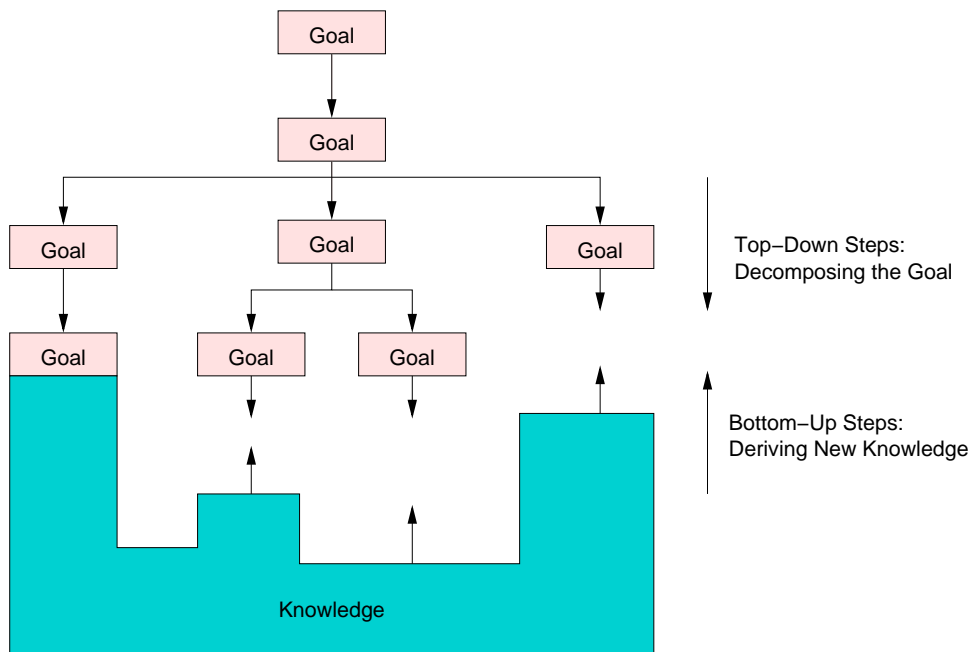 Goal
Goal
Goal
Goal
Goal
Top−Down Steps:
Decomposing the Goal
Goal
Goal
Goal
Bottom−Up Steps:
Deriving New Knowledge
Knowledge